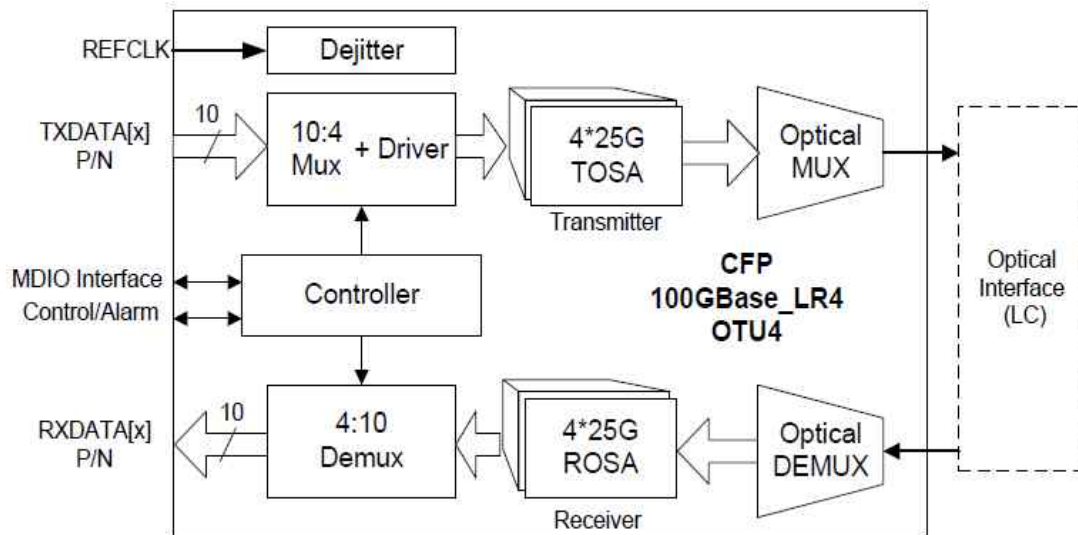 REFCLK
Dejitter
TXDATA[x]
P/N
10
10:4
Mux
+ Driver
4*25G
TOSA
Transmitter
Optical
MUX
MDIO Interface
Control/Alarm
Controller
CFP
100GBase_LR4
OTU4
Optical
Interface
(LC)
RXDATA[x]
P/N
10
4:10
Demux
4*25G
ROSA
Receiver
Optical
DEMUX